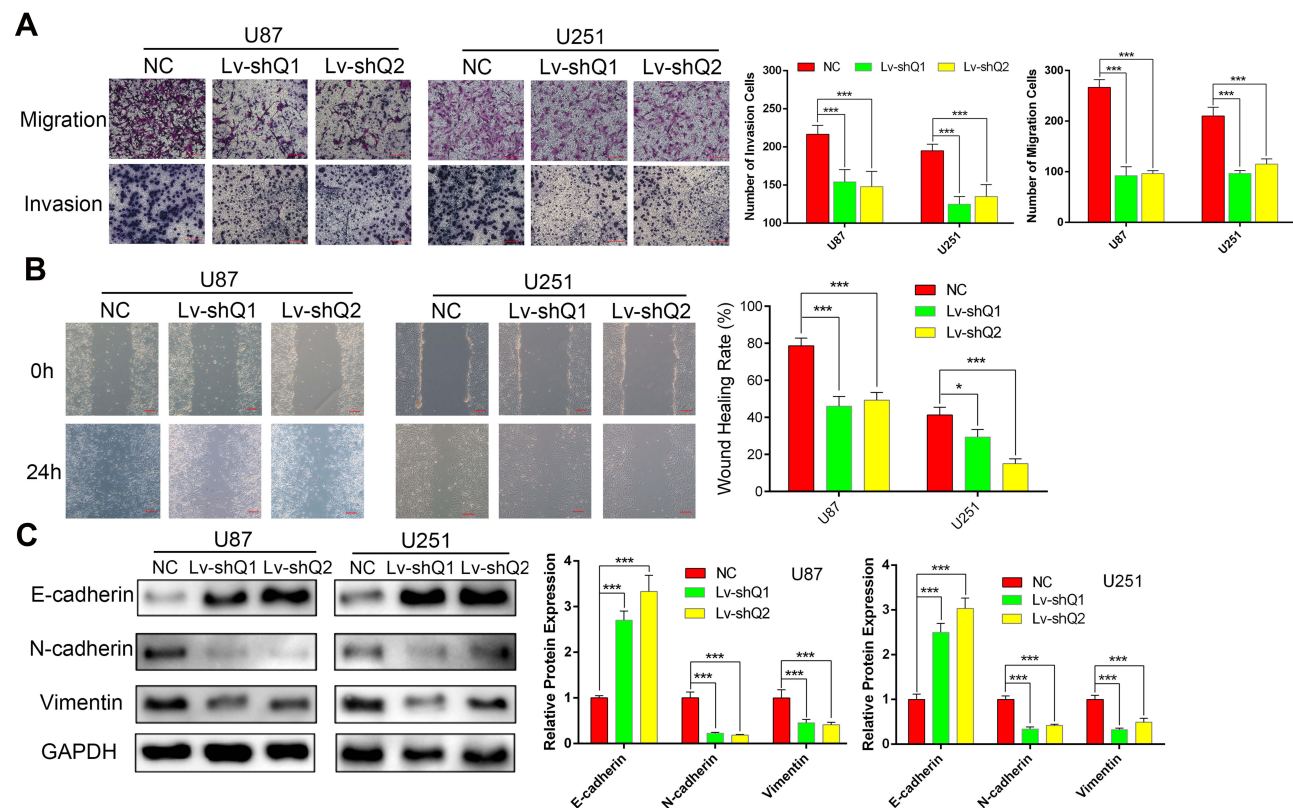 A
U87
U251
NC Lv-shQ1 Lv-shQ2
NC Lv-shQ1 Lv-shQ2
Migration
Invasion
Number of Invasion Cells
300
250
200
150
100
NC Lv-shQ1 Lv-shQ2
***
***
***
***
U87
U251
Number of Migration Cells
300
200
100
0
***
***
***
***
U87
U251
B
U87
U251
NC Lv-shQ1 Lv-shQ2
NC Lv-shQ1 Lv-shQ2
0h
24h
Wound Healing Rate (%)
100
80
60
40
20
0
NC
Lv-shQ1
Lv-shQ2
***
***
***
*
U87
U251
C
U87
U251
NC Lv-shQ1 Lv-shQ2
NC Lv-shQ1 Lv-shQ2
E-cadherin
N-cadherin
Vimentin
GAPDH
Relative Protein Expression
4
3
2
1
0
NC
Lv-shQ1
Lv-shQ2
U87
***
***
***
***
***
***
E-cadherin
N-cadherin
Vimentin
Relative Protein Expression
4
3
2
1
0
NC
Lv-shQ1
Lv-shQ2
U251
***
***
***
***
***
***
E-cadherin
N-cadherin
Vimentin